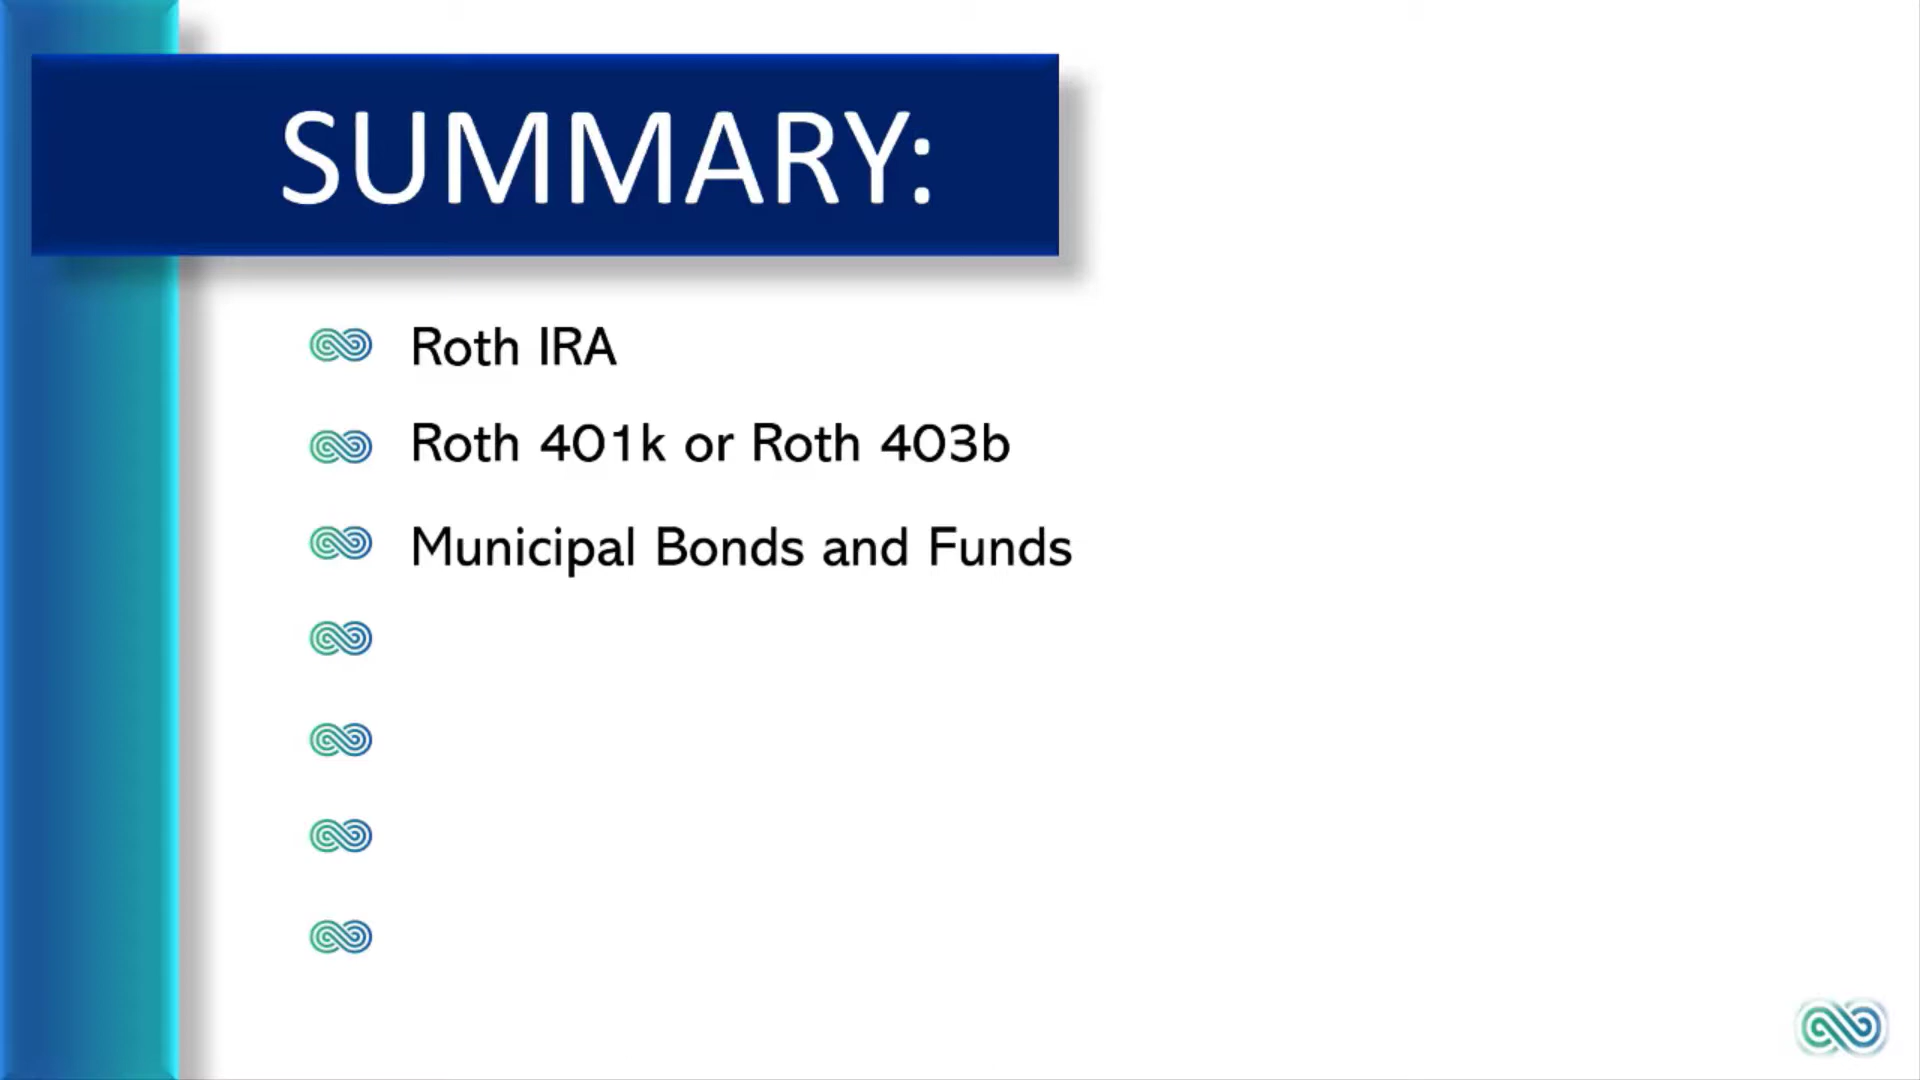 SUMMARY:
Roth IRA
Roth 401k or Roth 403b
Municipal Bonds and Funds